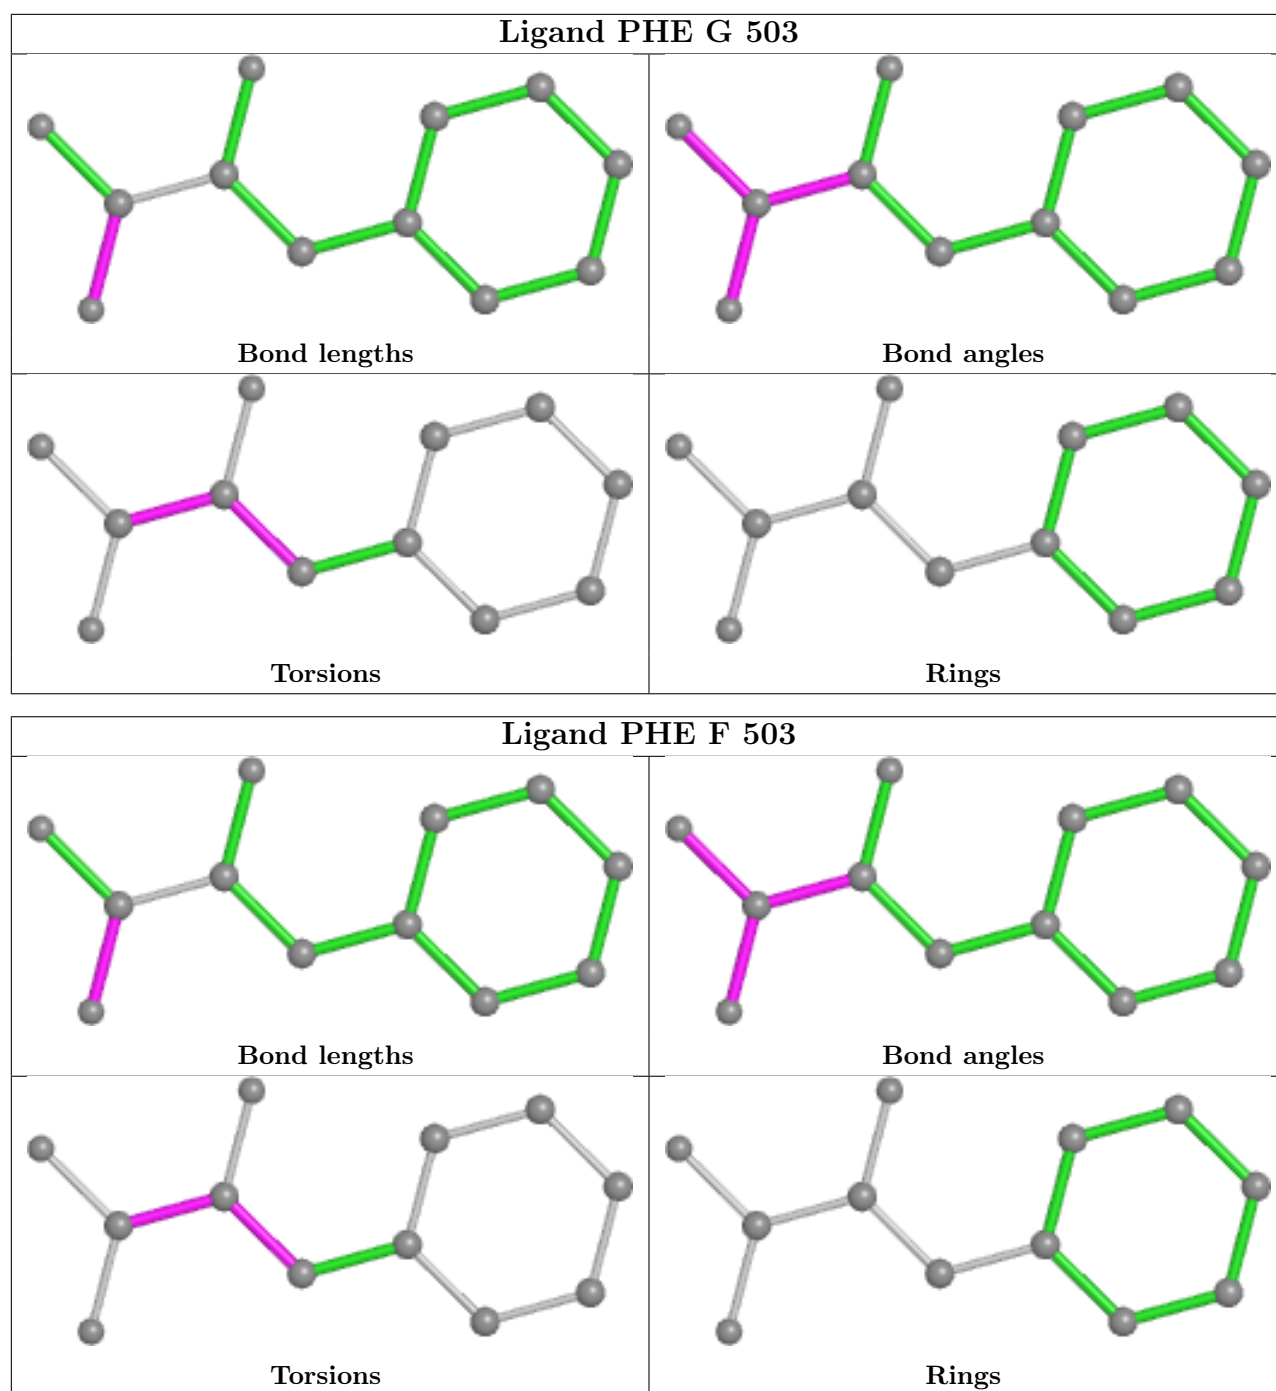 Ligand PHE G 503
Bond lengths
Bond angles
Torsions
Rings
Ligand PHE F 503
Bond lengths
Bond angles
Torsions
Rings